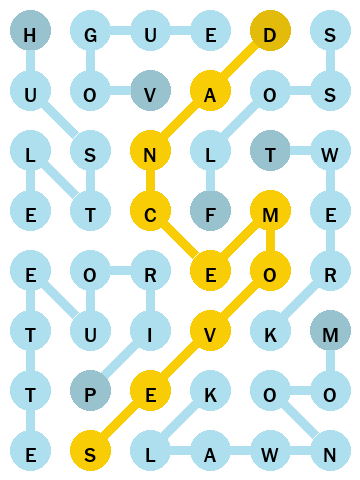 H G U E D S
U O V A O S
L S N L T W
E T C F M E
E O R E O R
T U I V K M
T P E K O O
E S L A W N